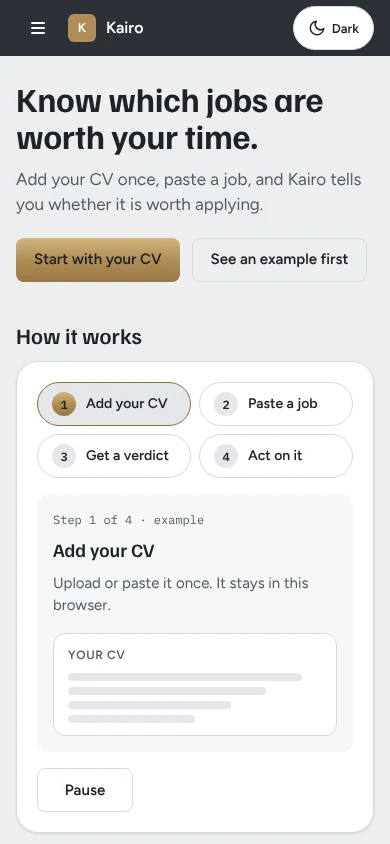 K Kairo Dark
Know which jobs are
worth your time.
Add your CV once, paste a job, and Kairo tells
you whether it is worth applying.
Start with your CV See an example first
How it works
1 Add your CV 2 Paste a job
3 Get a verdict 4 Act on it
Step 1 of 4 · example
Add your CV
Upload or paste it once. It stays in this
browser.
YOUR CV
Pause